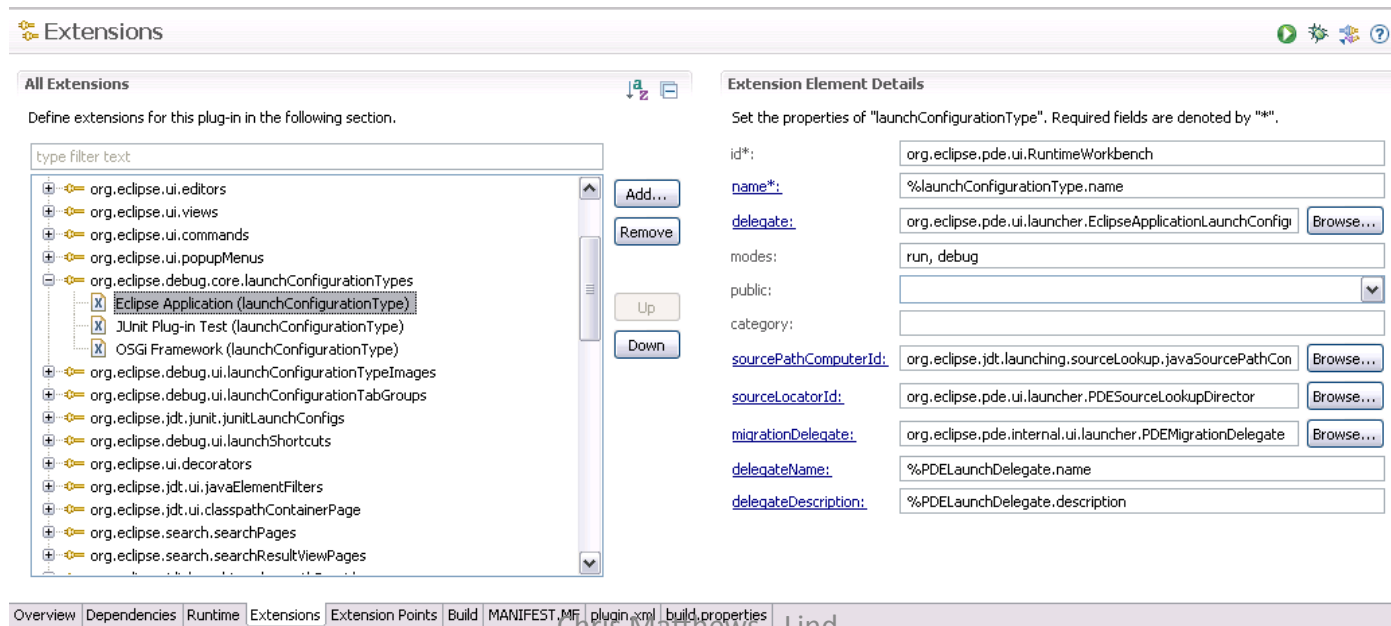 Extensions
All Extensions
Define extensions for this plug-in in the following section.
type filter text
org.eclipse.ui.editors
org.eclipse.ui.views
org.eclipse.ui.commands
org.eclipse.ui.popupMenus
org.eclipse.debug.core.launchConfigurationTypes
Eclipse Application (launchConfigurationType)
JUnit Plug-in Test (launchConfigurationType)
OSGi Framework (launchConfigurationType)
org.eclipse.debug.ui.launchConfigurationTypeImages
org.eclipse.debug.ui.launchConfigurationTabGroups
org.eclipse.jdt.junit.junitLaunchConfigs
org.eclipse.debug.ui.launchShortcuts
org.eclipse.ui.decorators
org.eclipse.jdt.ui.javaElementFilters
org.eclipse.jdt.ui.classpathContainerPage
org.eclipse.search.searchPages
org.eclipse.search.searchResultViewPages
Add...
Remove
Up
Down
Extension Element Details
Set the properties of "launchConfigurationType". Required fields are denoted by "*".
id*: org.eclipse.pde.ui.RuntimeWorkbench
name*: %launchConfigurationType.name
delegate: org.eclipse.pde.ui.launcher.EclipseApplicationLaunchConfigu Browse...
modes: run, debug
public:
category:
sourcePathComputerId: org.eclipse.jdt.launching.sourceLookup.javaSourcePathCon Browse...
sourceLocatorId: org.eclipse.pde.ui.launcher.PDESourceLookupDirector Browse...
migrationDelegate: org.eclipse.pde.internal.ui.launcher.PDEMigrationDelegate Browse...
delegateName: %PDELaunchDelegate.name
delegateDescription: %PDELaunchDelegate.description
Overview Dependencies Runtime Extensions Extension Points Build MANIFEST.MF plugin.xml build.properties
Chris Matthews Lind